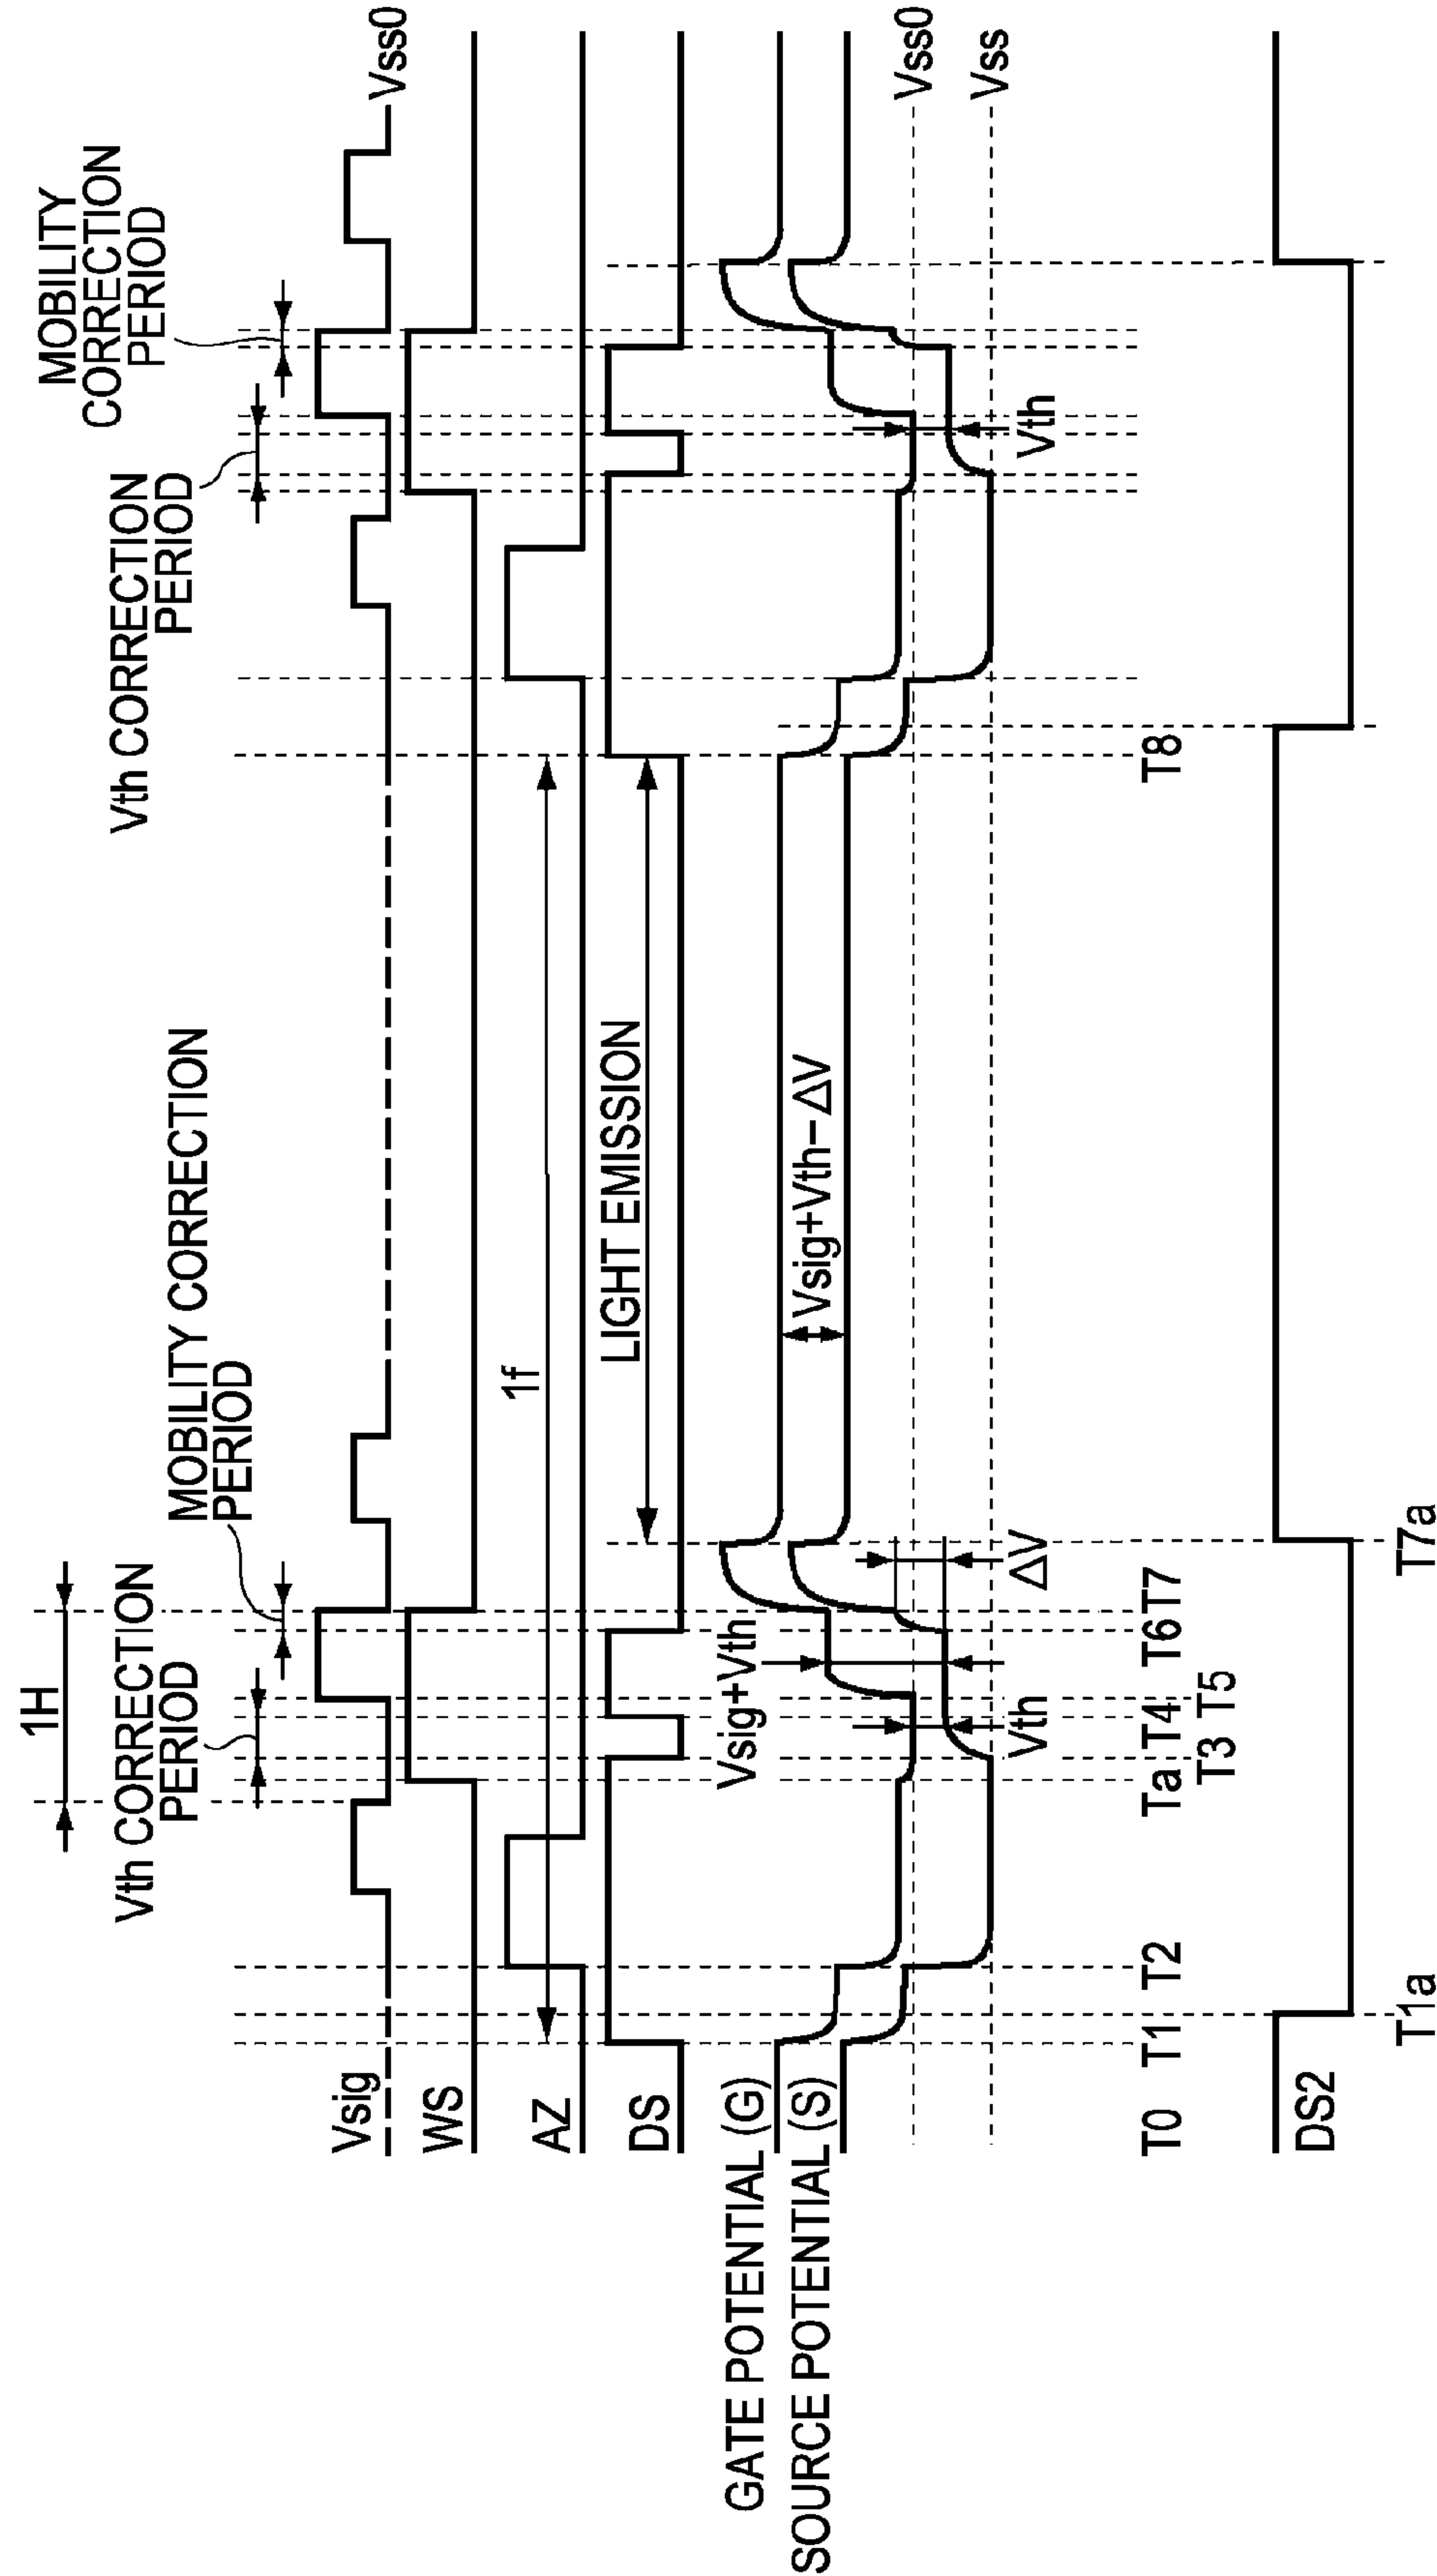 1H
Vth CORRECTION
PERIOD
MOBILITY CORRECTION
PERIOD
Vth CORRECTION
PERIOD
MOBILITY
CORRECTION
PERIOD
Vsig
Vss0
WS
AZ
1f
DS
LIGHT EMISSION
GATE POTENTIAL (G)
SOURCE POTENTIAL (S)
Vsig+Vth
Vsig+Vth−ΔV
Vss0
Vss
Vth
ΔV
Vth
T0 T1 T2 Ta T4 T6 T7 T8
T3 T5
DS2
T1a T7a